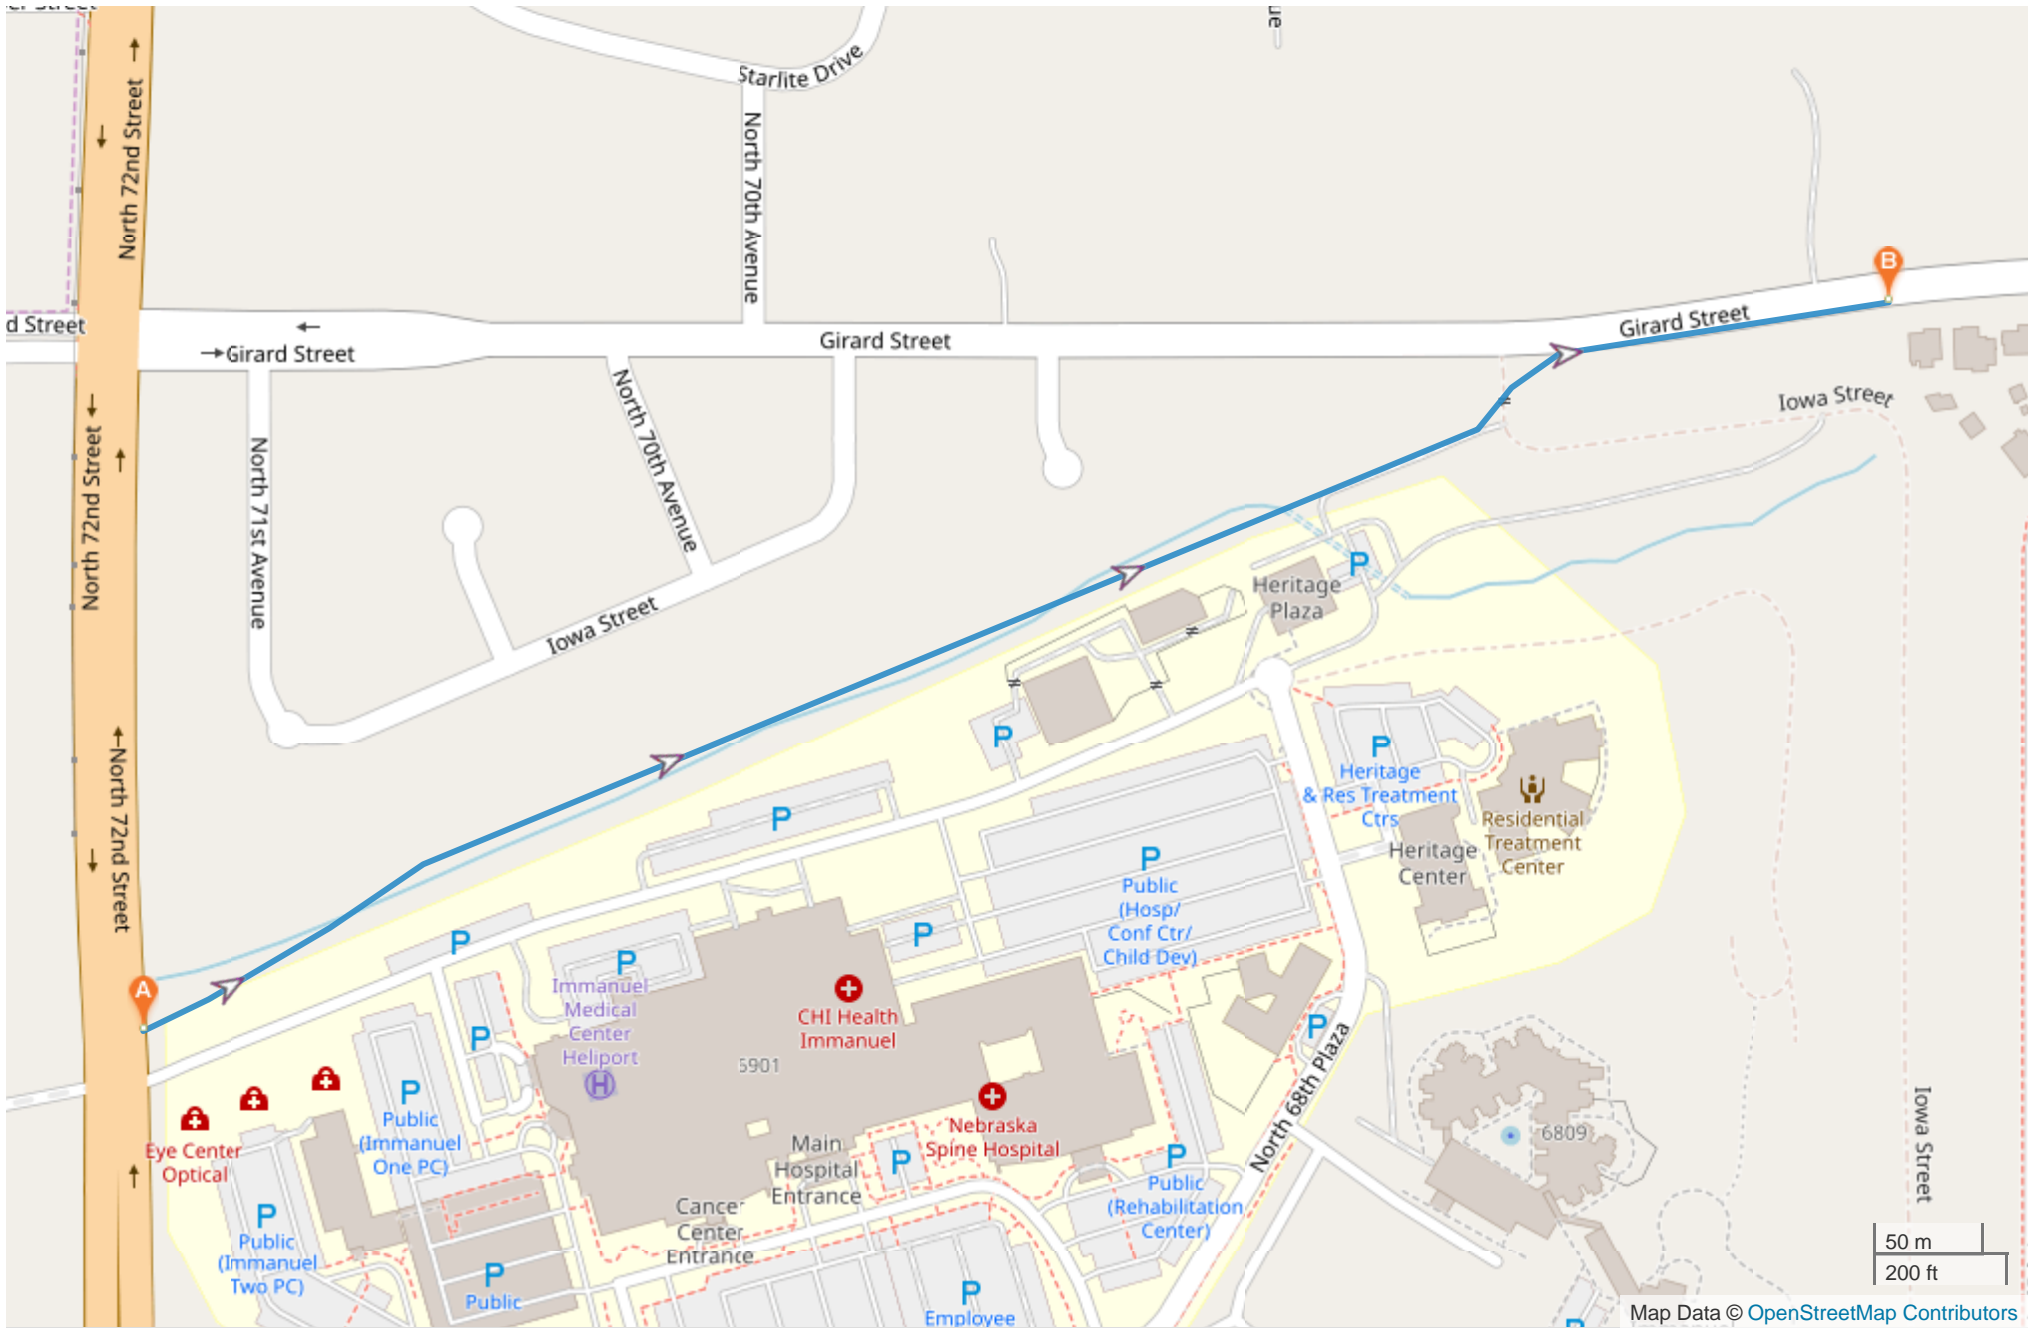 Starlite Drive
North 72nd Street
North 70th Avenue
B
d Street
Girard Street
Girard Street
Girard Street
Iowa Street
North 72nd Street
North 71st Avenue
North 70th Avenue
Iowa Street
P
Heritage
Plaza
P
P
Heritage
& Res Treatment
Ctrs
North 72nd Street
P
Residential
Treatment
Center
Heritage
Center
P
Public
(Hosp/
Conf Ctr/
Child Dev)
P
P
P
A
Immanuel
Medical
Center
Heliport
H
CHI Health
Immanuel
5901
P
P
North 68th Plaza
P
Public
(Immanuel
One PC)
Eye Center
Optical
Nebraska
Spine Hospital
Main
Hospital
Entrance
P
P
Public
(Rehabilitation
Center)
6809
Iowa Street
Cancer
Center
Entrance
P
Public
(Immanuel
Two PC)
P
Public
P
Employee
50 m
200 ft
Map Data © OpenStreetMap Contributors